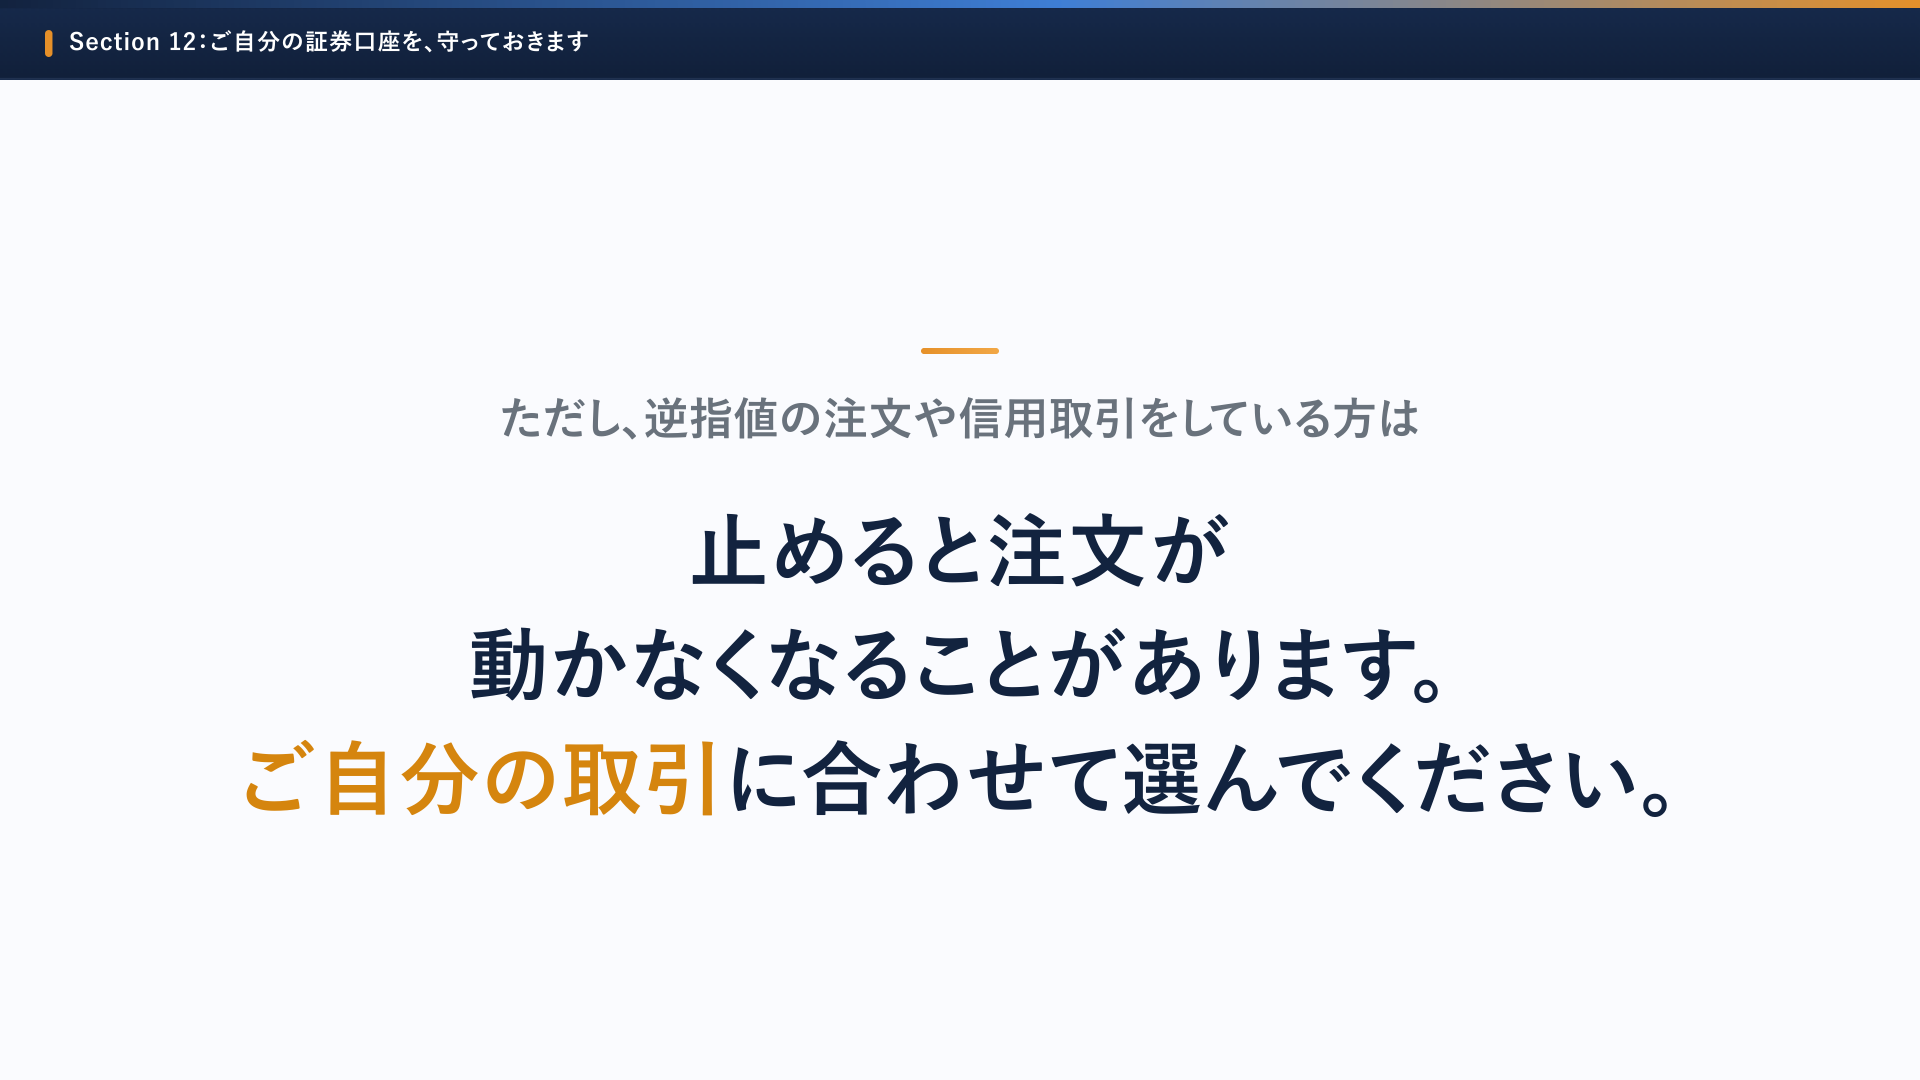 Section 12：ご自分の証券口座を、守っておきます
ただし、逆指値の注文や信用取引をしている方は
止めると注文が
動かなくなることがあります。
ご自分の取引に合わせて選んでください。